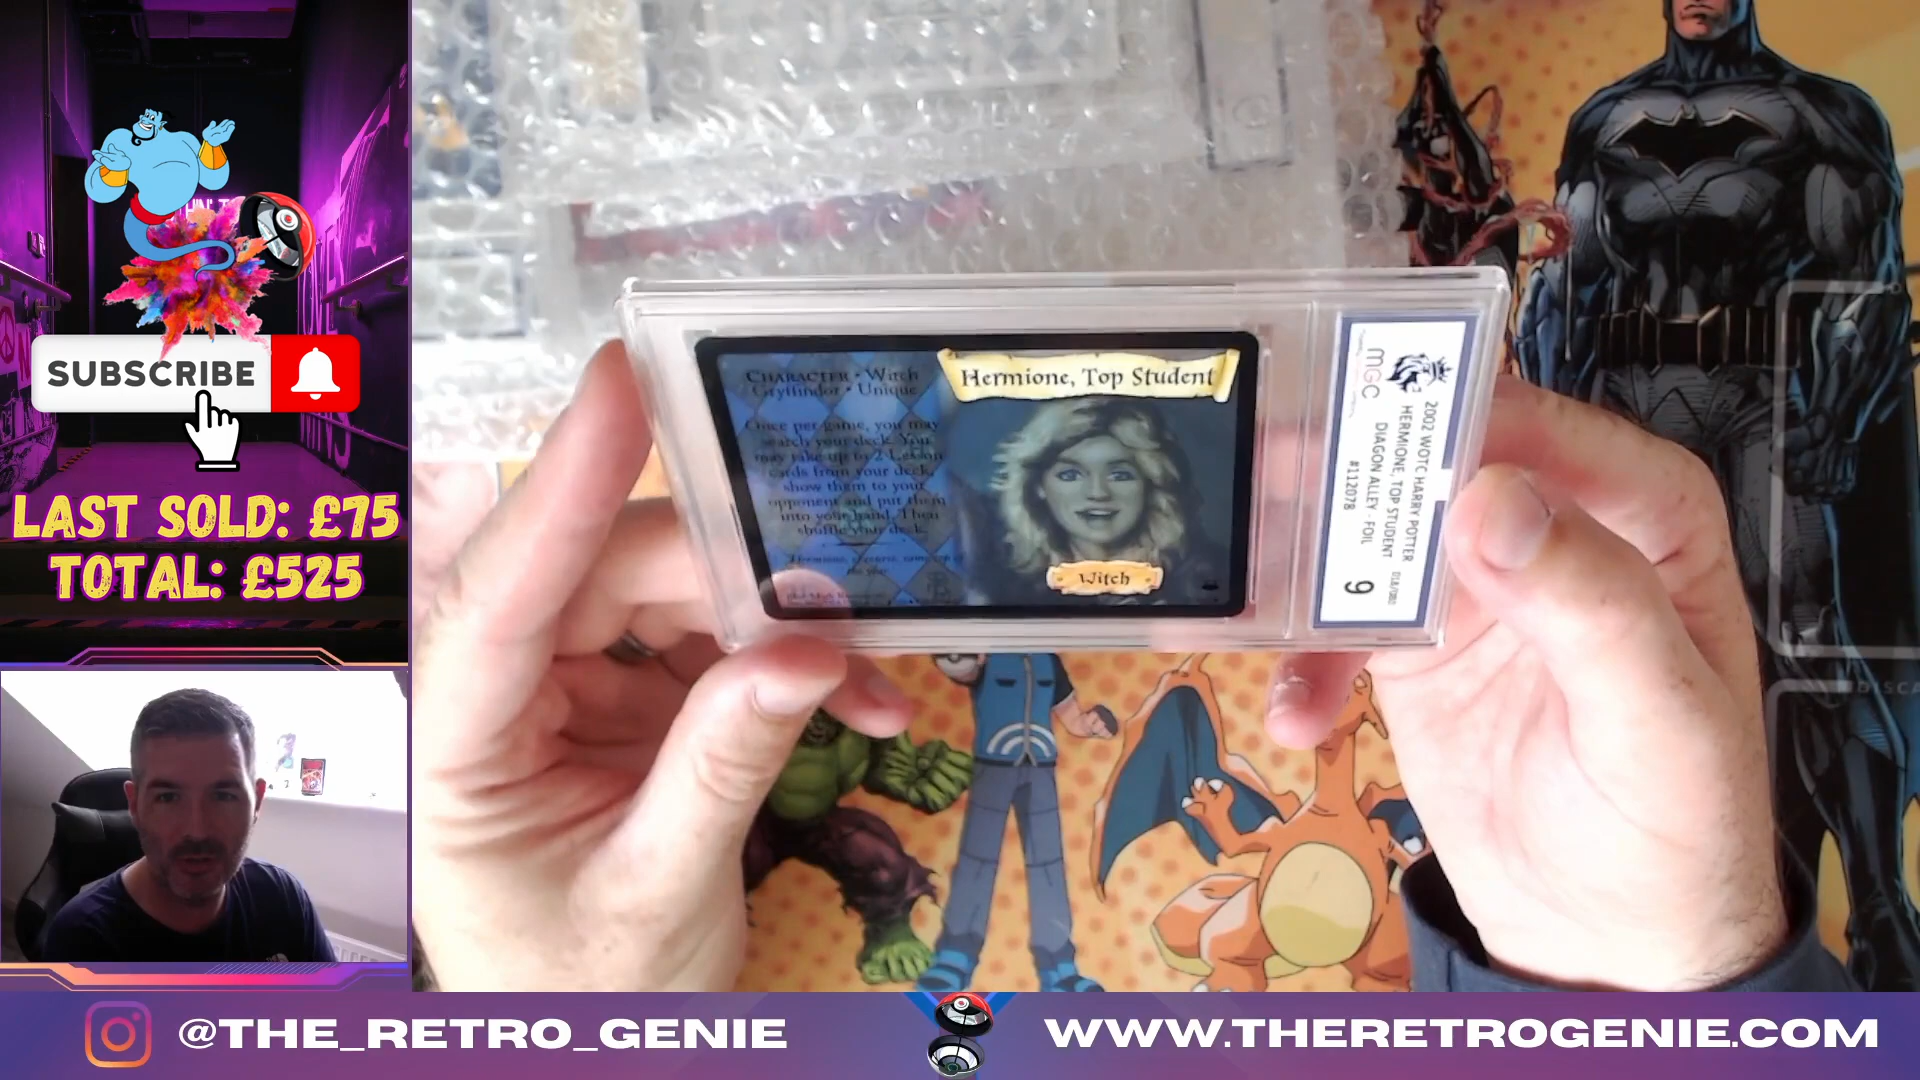 SUBSCRIBE
LAST SOLD: £75
TOTAL: £525
Hermione, Top Student
CHARACTER • Witch
Gryffindor • Unique
Once per game, you may
search your deck. You
may take up to 2 Lesson
cards from your deck,
show them to your
opponent and put them
into your hand. Then
shuffle your deck.
Witch
MGC
2002 WOTC HARRY POTTER
HERMIONE, TOP STUDENT
DIAGON ALLEY - FOIL
#112078
9
@THE_RETRO_GENIE
WWW.THERETROGENIE.COM